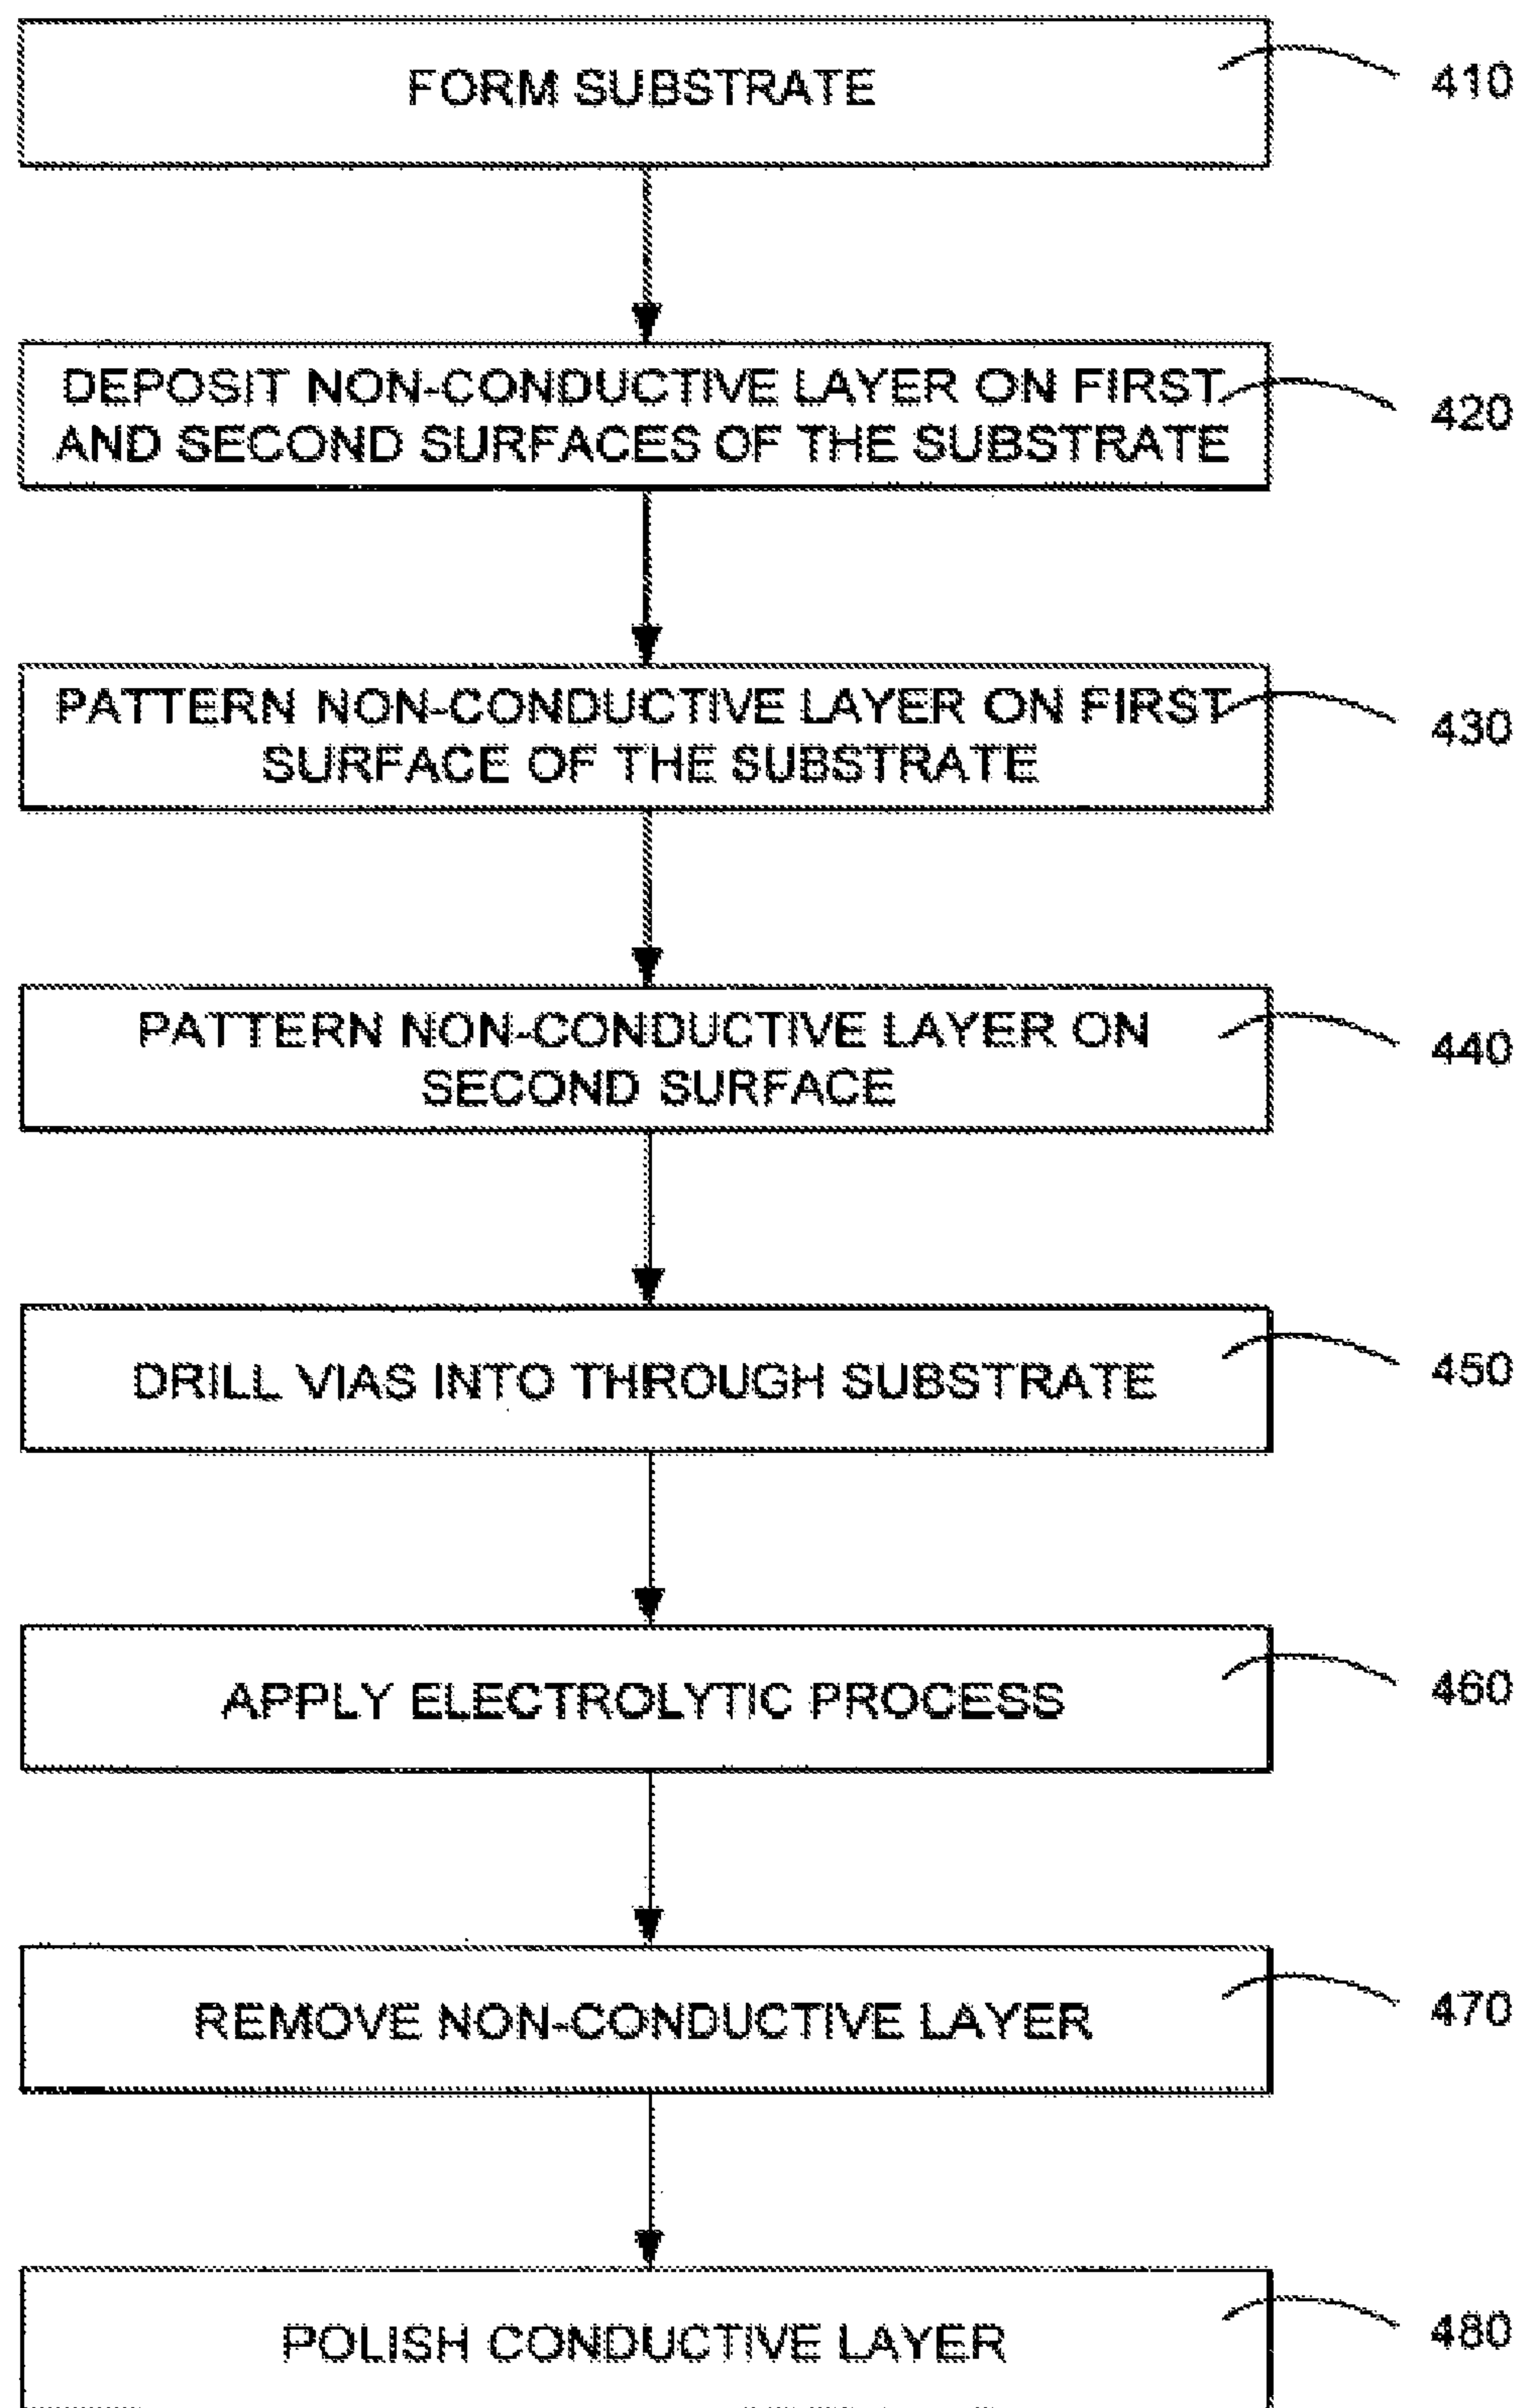 FORM SUBSTRATE
410
DEPOSIT NON-CONDUCTIVE LAYER ON FIRST
AND SECOND SURFACES OF THE SUBSTRATE
420
PATTERN NON-CONDUCTIVE LAYER ON FIRST
SURFACE OF THE SUBSTRATE
430
PATTERN NON-CONDUCTIVE LAYER ON
SECOND SURFACE
440
DRILL VIAS INTO THROUGH SUBSTRATE
450
APPLY ELECTROLYTIC PROCESS
460
REMOVE NON-CONDUCTIVE LAYER
470
POLISH CONDUCTIVE LAYER
480